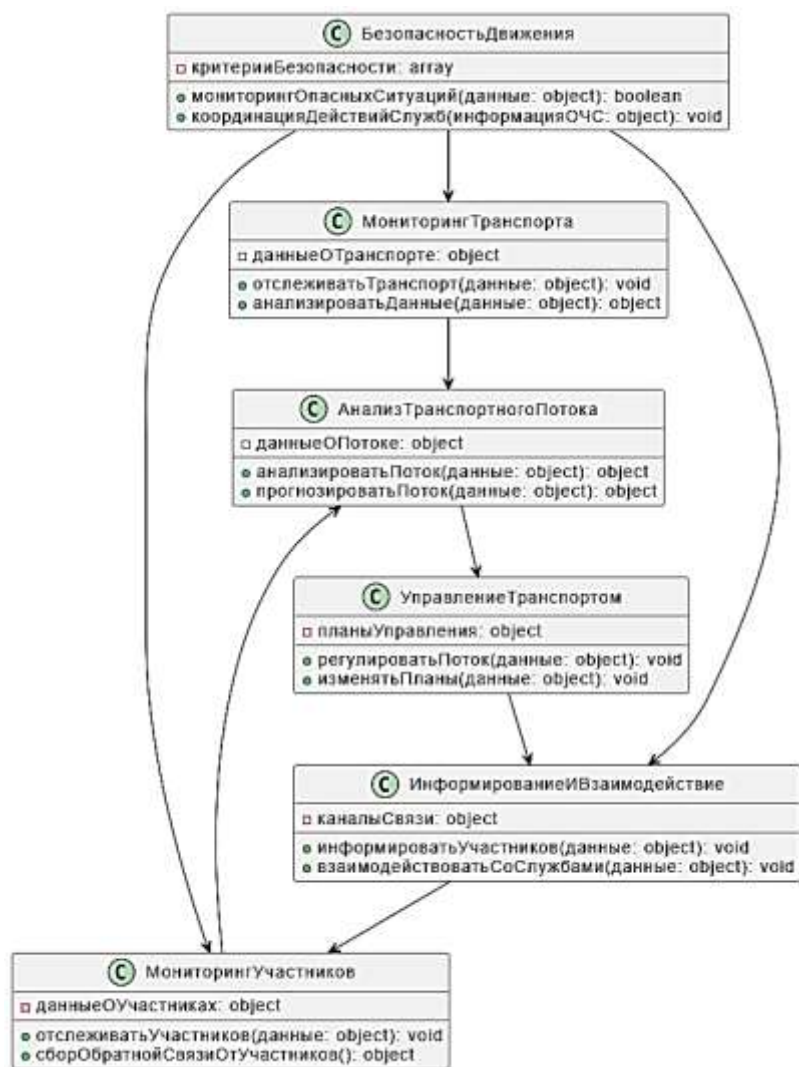 C БезопасностьДвижения
критерииБезопасности: array
мониторингОпасныхСитуаций(данные: object): boolean
координацияДействийСлужб(информацияОЧС: object): void
C МониторингТранспорта
данныеОТранспорте: object
отслеживатьТранспорт(данные: object): void
анализироватьДанные(данные: object): object
C АнализТранспортногоПотока
данныеОПотоке: object
анализироватьПоток(данные: object): object
прогнозироватьПоток(данные: object): object
C УправлениеТранспортом
планыУправления: object
регулироватьПоток(данные: object): void
изменятьПланы(данные: object): void
C ИнформированиеИВзаимодействие
каналыСвязи: object
информироватьУчастников(данные: object): void
взаимодействоватьСоСлужбами(данные: object): void
C МониторингУчастников
данныеОУчастниках: object
отслеживатьУчастников(данные: object): void
сборОбратнойСвязиОтУчастников(): object